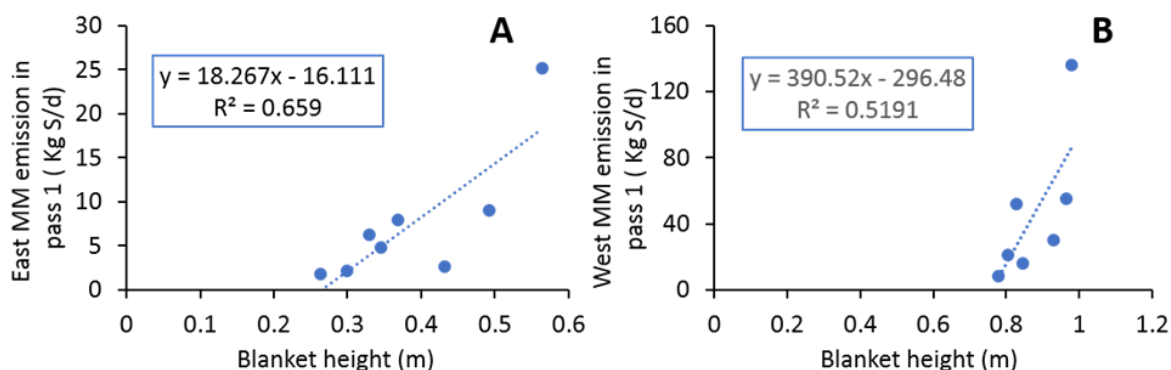 A
East MM emission in
pass 1 ( Kg S/d)
30
25
20
15
10
5
0
y = 18.267x - 16.111
R² = 0.659
0 0.1 0.2 0.3 0.4 0.5 0.6
Blanket height (m)
B
West MM emission in
pass 1 ( Kg S/d)
160
120
80
40
0
y = 390.52x - 296.48
R² = 0.5191
0 0.2 0.4 0.6 0.8 1 1.2
Blanket height (m)